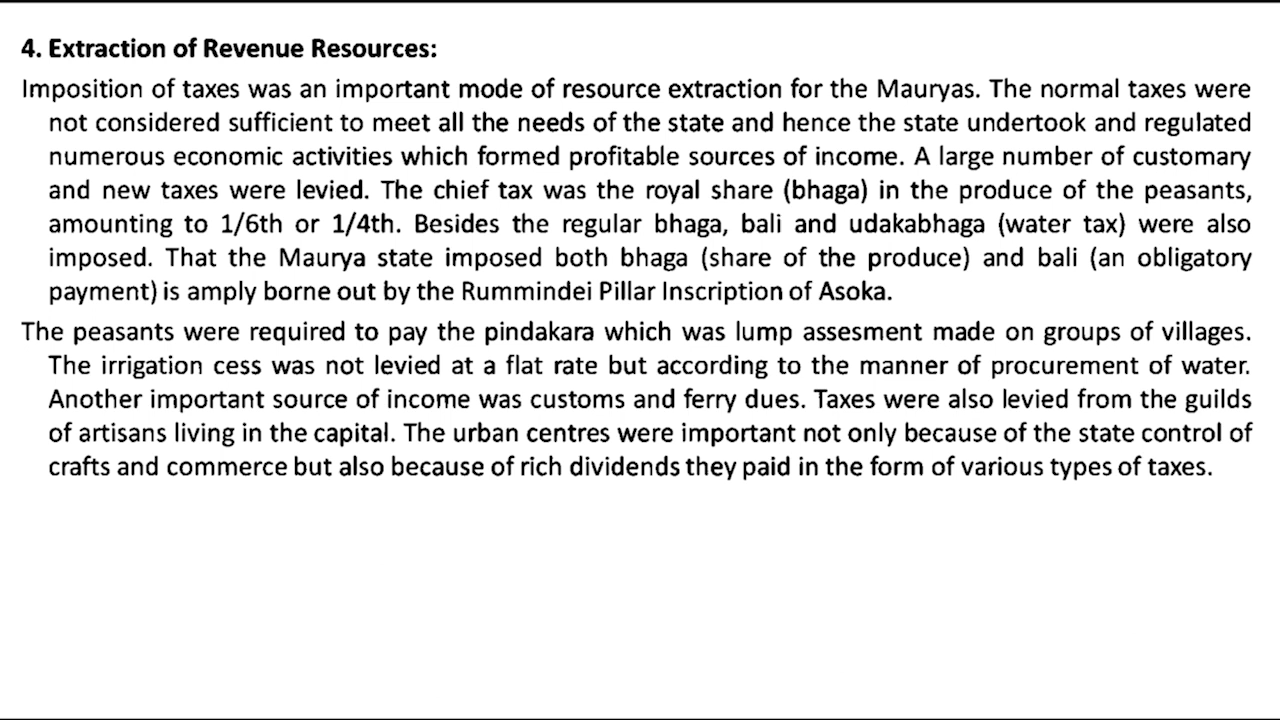 4. Extraction of Revenue Resources:
Imposition of taxes was an important mode of resource extraction for the Mauryas. The normal taxes were
not considered sufficient to meet all the needs of the state and hence the state undertook and regulated
numerous economic activities which formed profitable sources of income. A large number of customary
and new taxes were levied. The chief tax was the royal share (bhaga) in the produce of the peasants,
amounting to 1/6th or 1/4th. Besides the regular bhaga, bali and udakabhaga (water tax) were also
imposed. That the Maurya state imposed both bhaga (share of the produce) and bali (an obligatory
payment) is amply borne out by the Rummindei Pillar Inscription of Asoka.
The peasants were required to pay the pindakara which was lump assesment made on groups of villages.
The irrigation cess was not levied at a flat rate but according to the manner of procurement of water.
Another important source of income was customs and ferry dues. Taxes were also levied from the guilds
of artisans living in the capital. The urban centres were important not only because of the state control of
crafts and commerce but also because of rich dividends they paid in the form of various types of taxes.